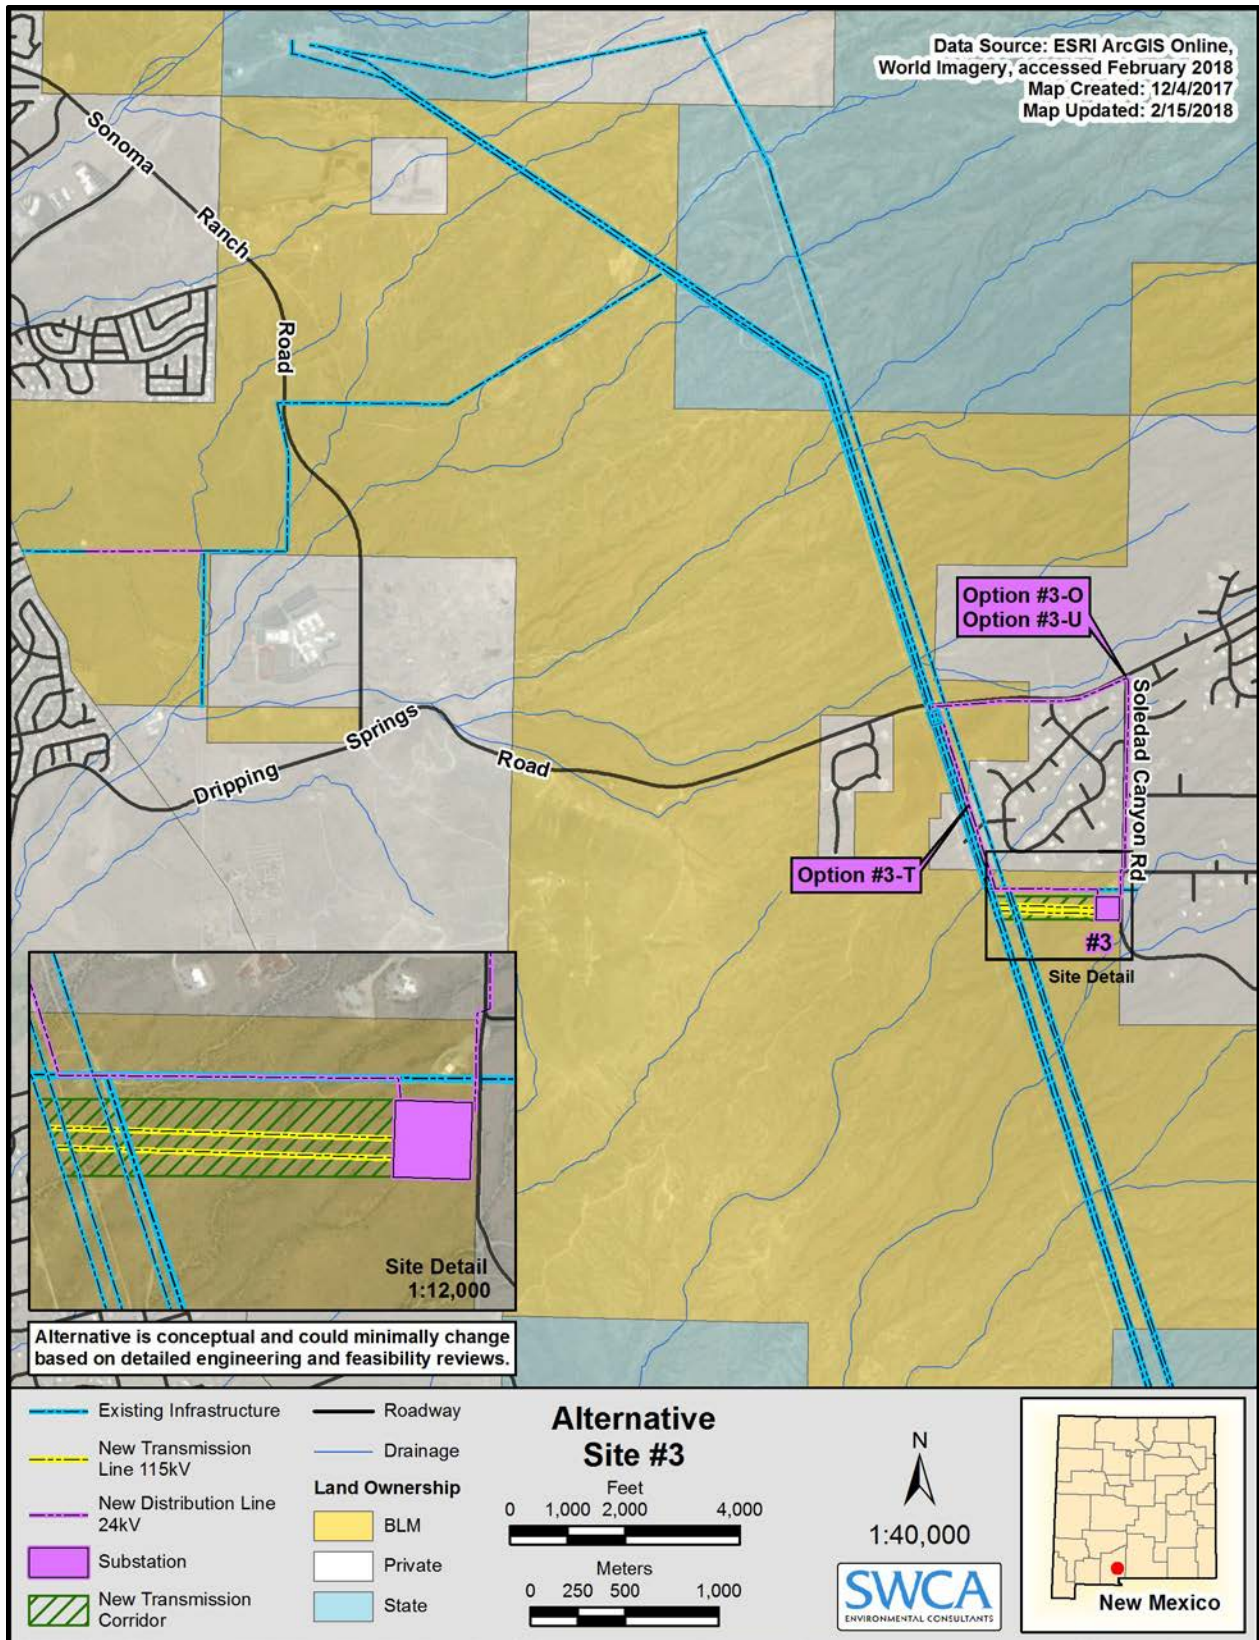 Data Source: ESRI ArcGIS Online,
World Imagery, accessed February 2018
Map Created: 12/4/2017
Map Updated: 2/15/2018
Sonoma
Ranch
Road
Option #3-O
Option #3-U
Soledad Canyon Rd
Dripping
Springs
Road
Option #3-T
#3
Site Detail
Site Detail
1:12,000
Alternative is conceptual and could minimally change
based on detailed engineering and feasibility reviews.
Existing Infrastructure
New Transmission
Line 115kV
New Distribution Line
24kV
Substation
New Transmission
Corridor
Roadway
Drainage
Land Ownership
BLM
Private
State
Alternative
Site #3
Feet
0 1,000 2,000 4,000
Meters
0 250 500 1,000
N
1:40,000
SWCA
ENVIRONMENTAL CONSULTANTS
New Mexico